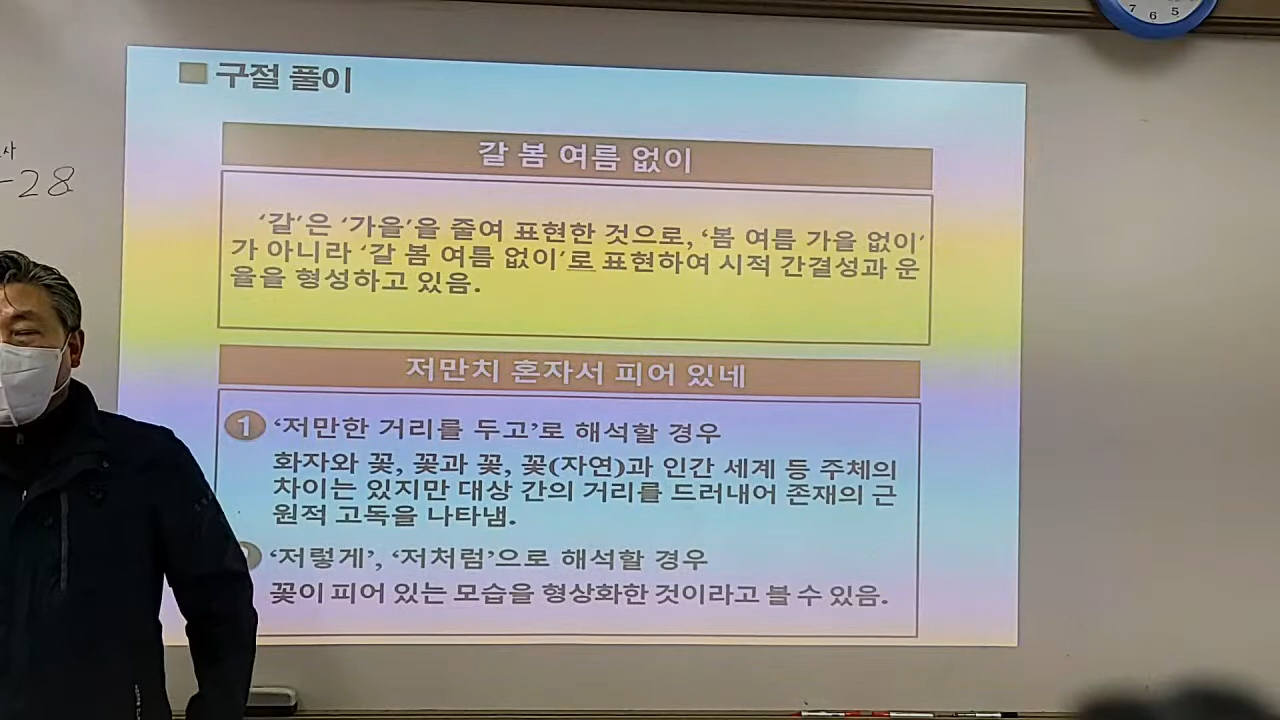 구절 풀이
갈 봄 여름 없이
‘갈’은 ‘가을’을 줄여 표현한 것으로, ‘봄 여름 가을 없이’
가 아니라 ‘갈 봄 여름 없이’로 표현하여 시적 간결성과 운
율을 형성하고 있음.
저만치 혼자서 피어 있네
1 ‘저만한 거리를 두고’로 해석할 경우
화자와 꽃, 꽃과 꽃, 꽃(자연)과 인간 세계 등 주체의
차이는 있지만 대상 간의 거리를 드러내어 존재의 근
원적 고독을 나타냄.
‘저렇게’, ‘저처럼’으로 해석할 경우
꽃이 피어 있는 모습을 형상화한 것이라고 볼 수 있음.
-28
7 6 5